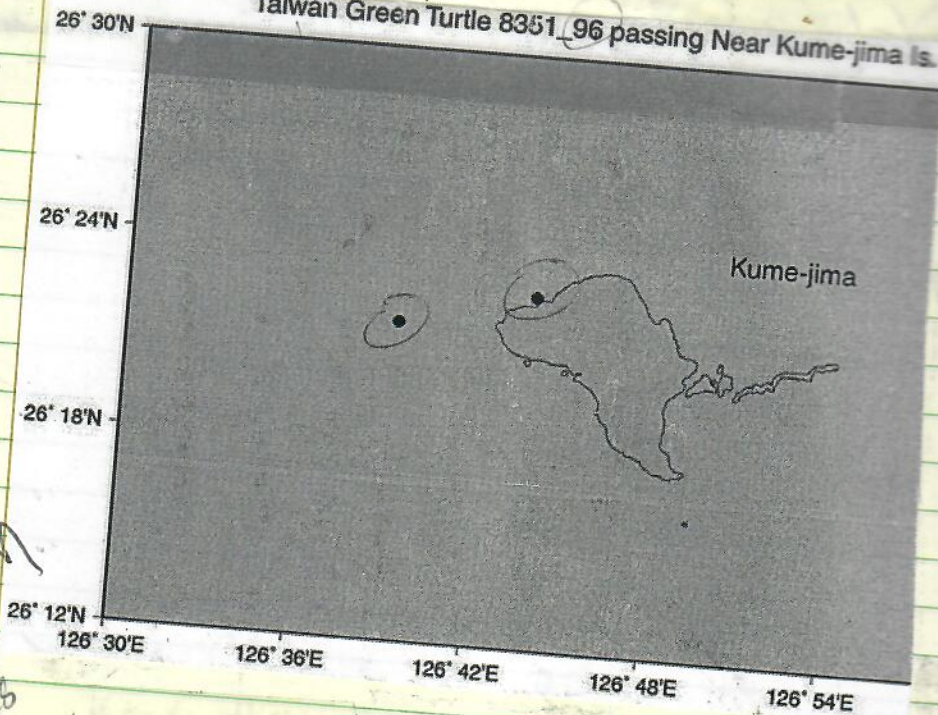 Taiwan Green Turtle 8351_96 passing Near Kume-jima Is.
26° 30'N
26° 24'N
Kume-jima
26° 18'N
26° 12'N
126° 30'E
126° 36'E
126° 42'E
126° 48'E
126° 54'E